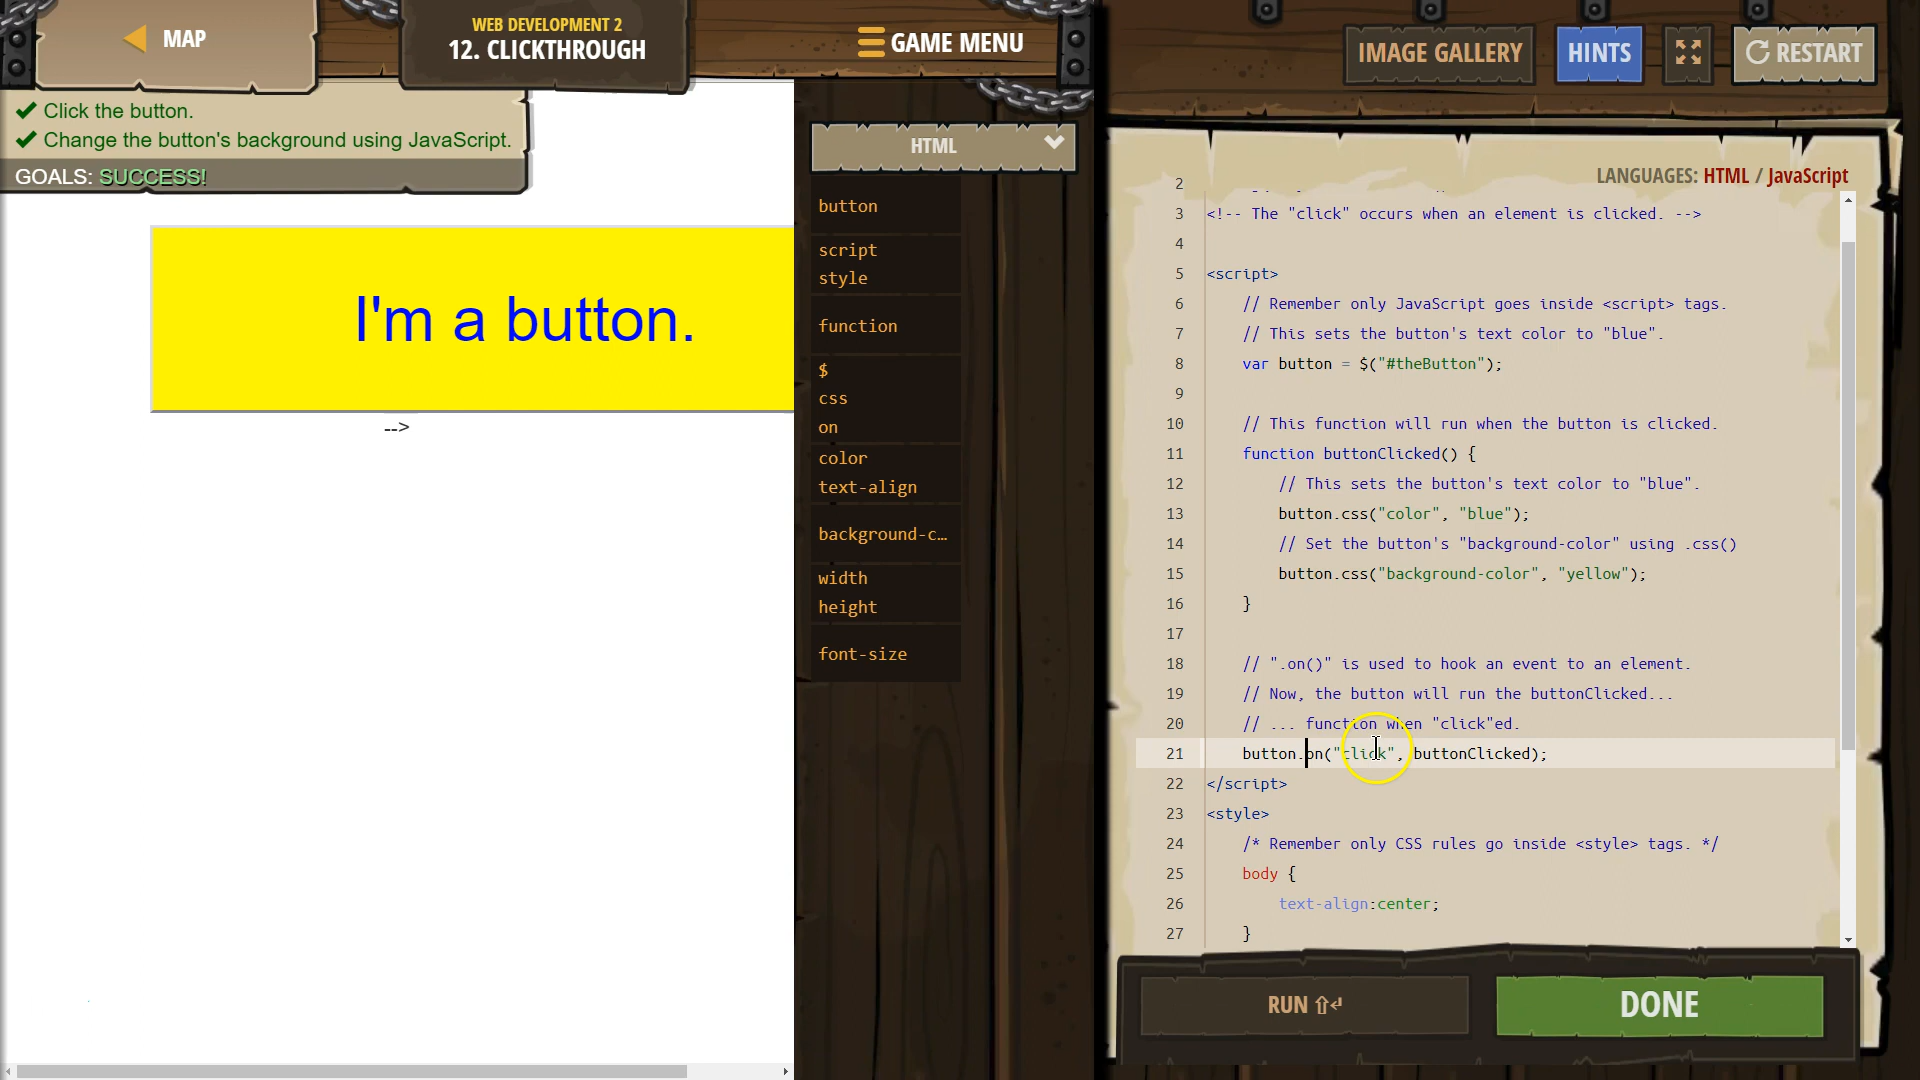 MAP
WEB DEVELOPMENT 2
12. CLICKTHROUGH
GAME MENU
IMAGE GALLERY
HINTS
RESTART
✔ Click the button.
✔ Change the button's background using JavaScript.
GOALS: SUCCESS!
I'm a button.
-->
HTML
button
script
style
function
$
css
on
color
text-align
background-c…
width
height
font-size
LANGUAGES: HTML / JavaScript
2
3 <!-- The "click" occurs when an element is clicked. -->
4
5 <script>
6 // Remember only JavaScript goes inside <script> tags.
7 // This sets the button's text color to "blue".
8 var button = $("#theButton");
9
10 // This function will run when the button is clicked.
11 function buttonClicked() {
12 // This sets the button's text color to "blue".
13 button.css("color", "blue");
14 // Set the button's "background-color" using .css()
15 button.css("background-color", "yellow");
16 }
17
18 // ".on()" is used to hook an event to an element.
19 // Now, the button will run the buttonClicked...
20 // ... function when "click"ed.
21 button.on("click", buttonClicked);
22 </script>
23 <style>
24 /* Remember only CSS rules go inside <style> tags. */
25 body {
26 text-align:center;
27 }
RUN ⇧↵
DONE